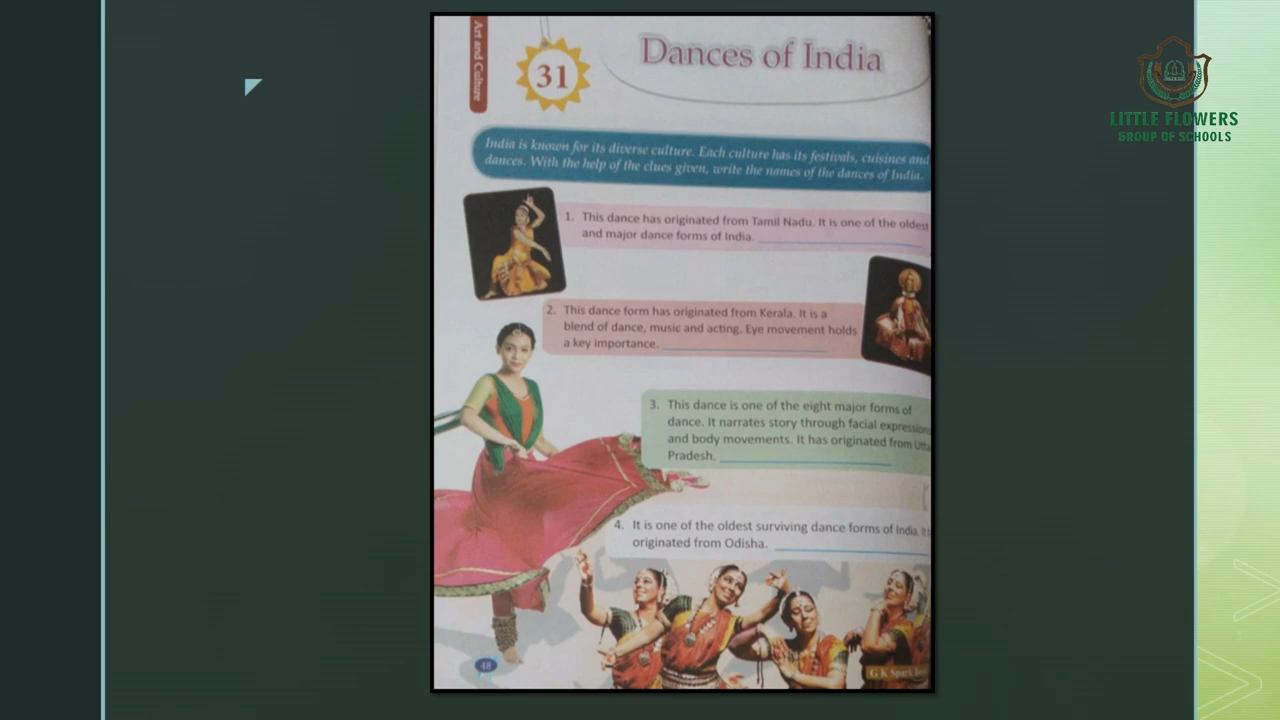 Art and Culture
31
Dances of India
LITTLE FLOWERS
GROUP OF SCHOOLS
India is known for its diverse culture. Each culture has its festivals, cuisines and
dances. With the help of the clues given, write the names of the dances of India.
1. This dance has originated from Tamil Nadu. It is one of the oldest
and major dance forms of India.
2. This dance form has originated from Kerala. It is a
blend of dance, music and acting. Eye movement holds
a key importance.
3. This dance is one of the eight major forms of
dance. It narrates story through facial expressions
and body movements. It has originated from
Pradesh.
4. It is one of the oldest surviving dance forms of India.
originated from Odisha.
48
G K Spark